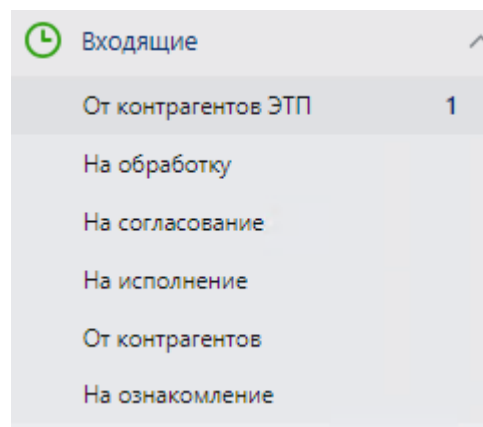 Входящие
От контрагентов ЭТП 1
На обработку
На согласование
На исполнение
От контрагентов
На ознакомление